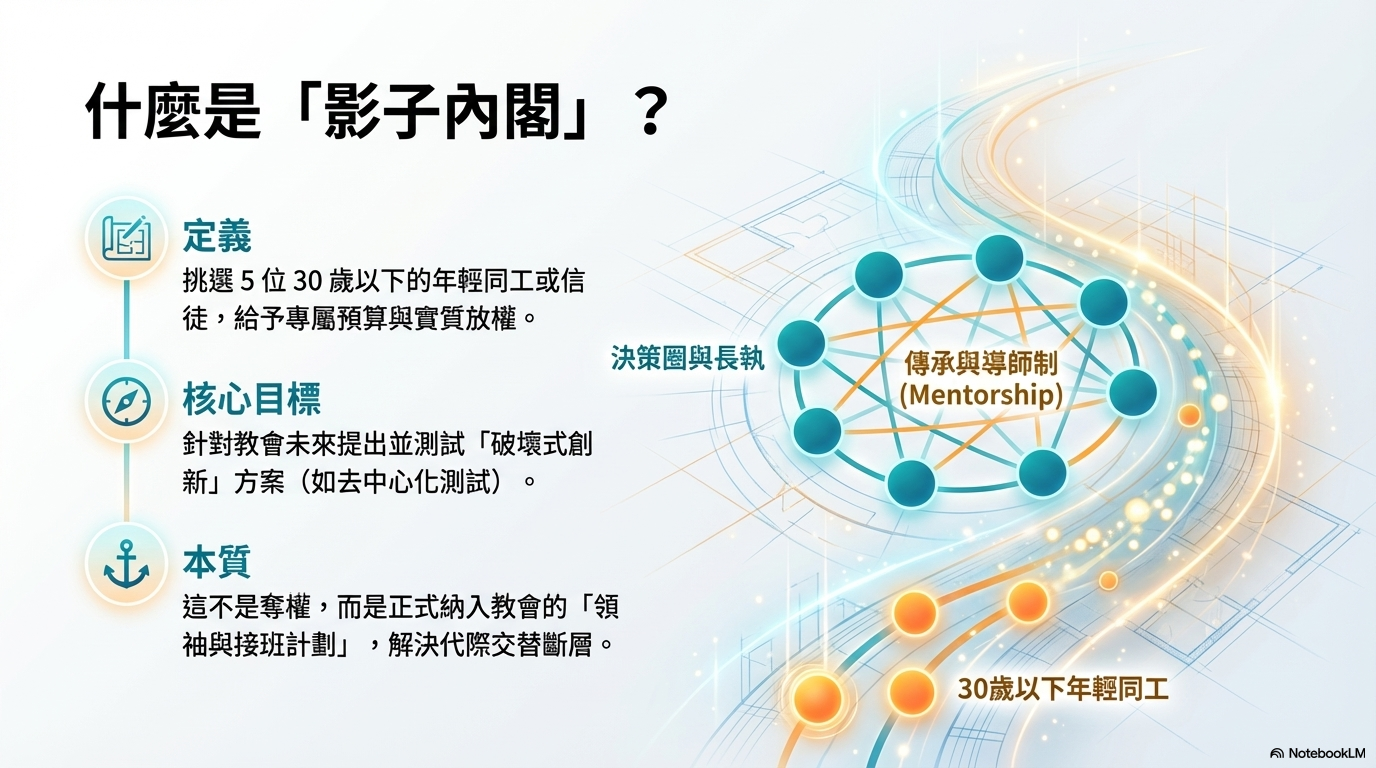 什麼是「影子內閣」？
定義
挑選 5 位 30 歲以下的年輕同工或信
徒，給予專屬預算與實質放權。
核心目標
針對教會未來提出並測試「破壞式創
新」方案（如去中心化測試）。
本質
這不是奪權，而是正式納入教會的「領
袖與接班計劃」，解決代際交替斷層。
決策圈與長執
傳承與導師制
(Mentorship)
30歲以下年輕同工
NotebookLM